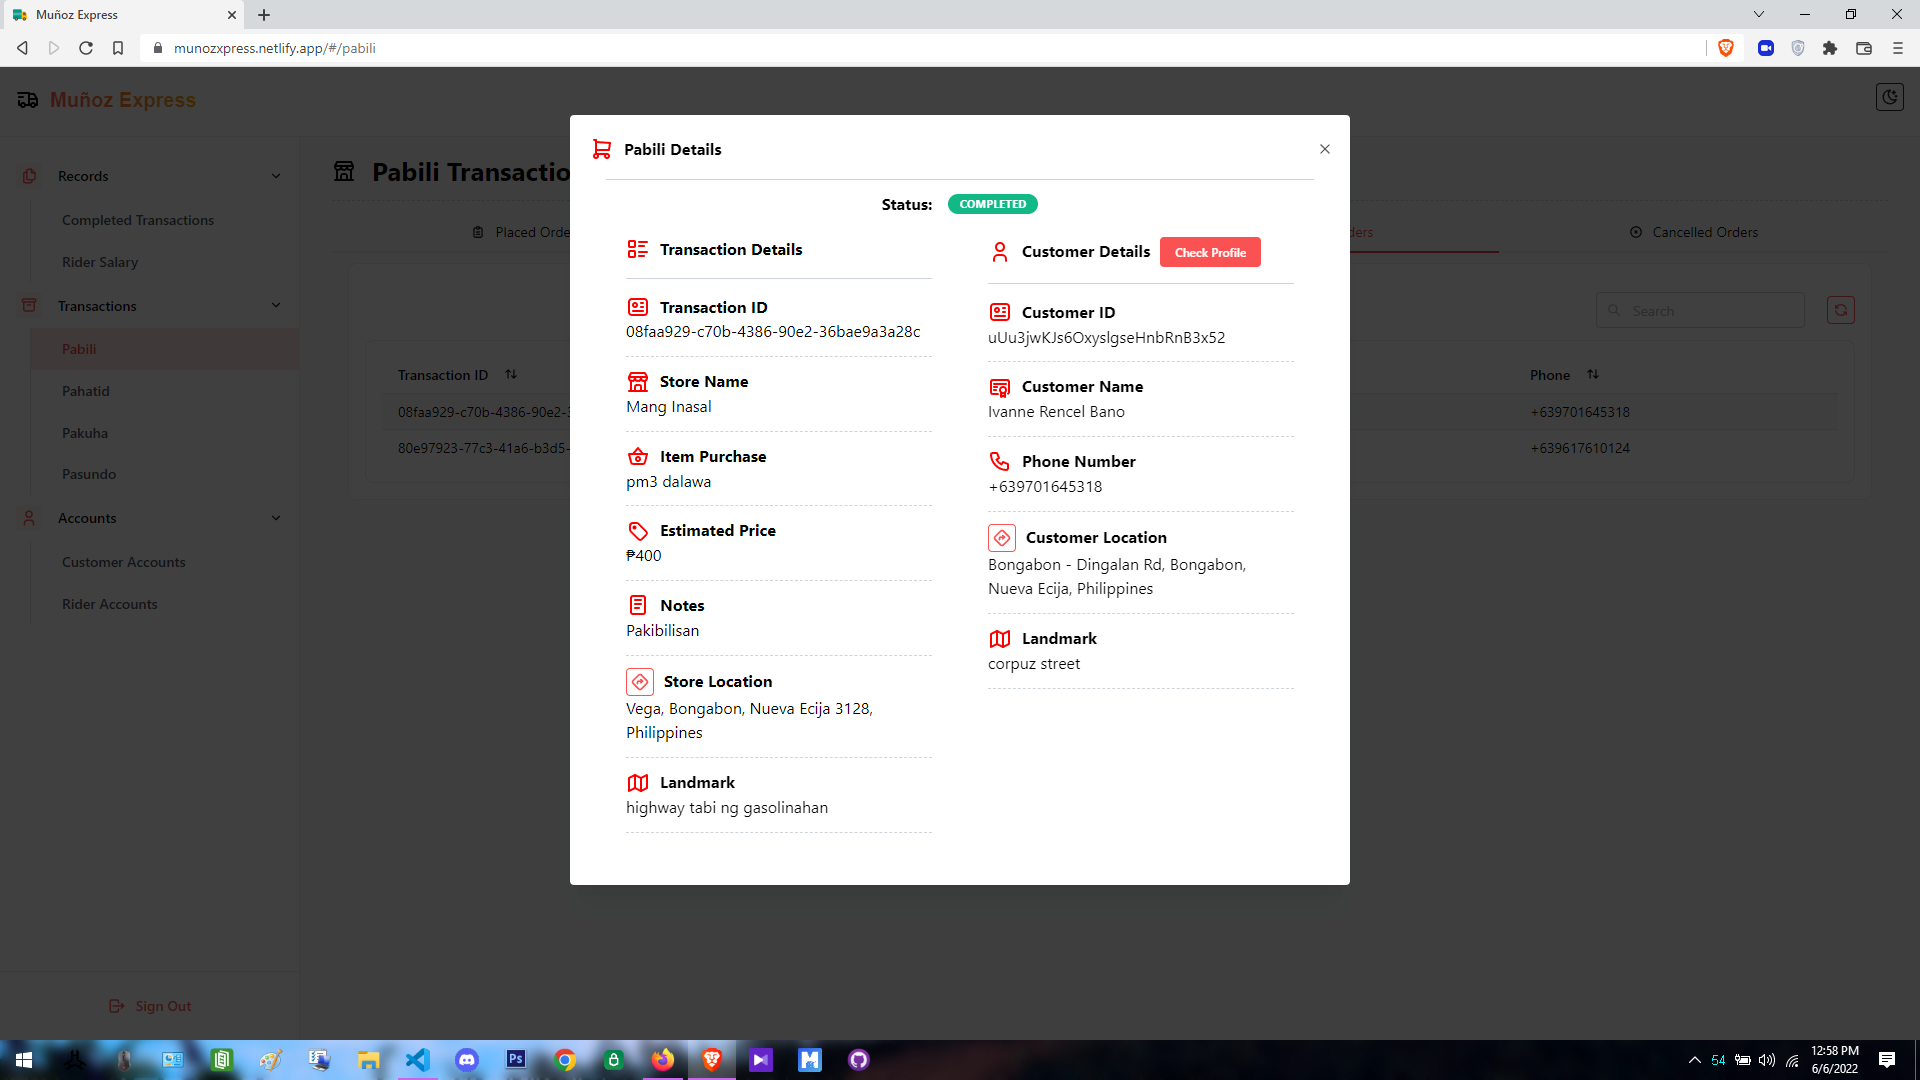 Muñoz Express
munozxpress.netlify.app/#/pabili
Muñoz Express
Records
Completed Transactions
Rider Salary
Transactions
Pabili
Pahatid
Pakuha
Pasundo
Accounts
Customer Accounts
Rider Accounts
Sign Out
Pabili Transactio
Placed Orde
ders
Cancelled Orders
Search
Transaction ID
Phone
08faa929-c70b-4386-90e2-3
+639701645318
80e97923-77c3-41a6-b3d5-
+639617610124
Pabili Details
Status: COMPLETED
Transaction Details
Transaction ID
08faa929-c70b-4386-90e2-36bae9a3a28c
Store Name
Mang Inasal
Item Purchase
pm3 dalawa
Estimated Price
₱400
Notes
Pakibilisan
Store Location
Vega, Bongabon, Nueva Ecija 3128,
Philippines
Landmark
highway tabi ng gasolinahan
Customer Details
Check Profile
Customer ID
uUu3jwKJs6OxyslgseHnbRnB3x52
Customer Name
Ivanne Rencel Bano
Phone Number
+639701645318
Customer Location
Bongabon - Dingalan Rd, Bongabon,
Nueva Ecija, Philippines
Landmark
corpuz street
Ps
54
12:58 PM
6/6/2022